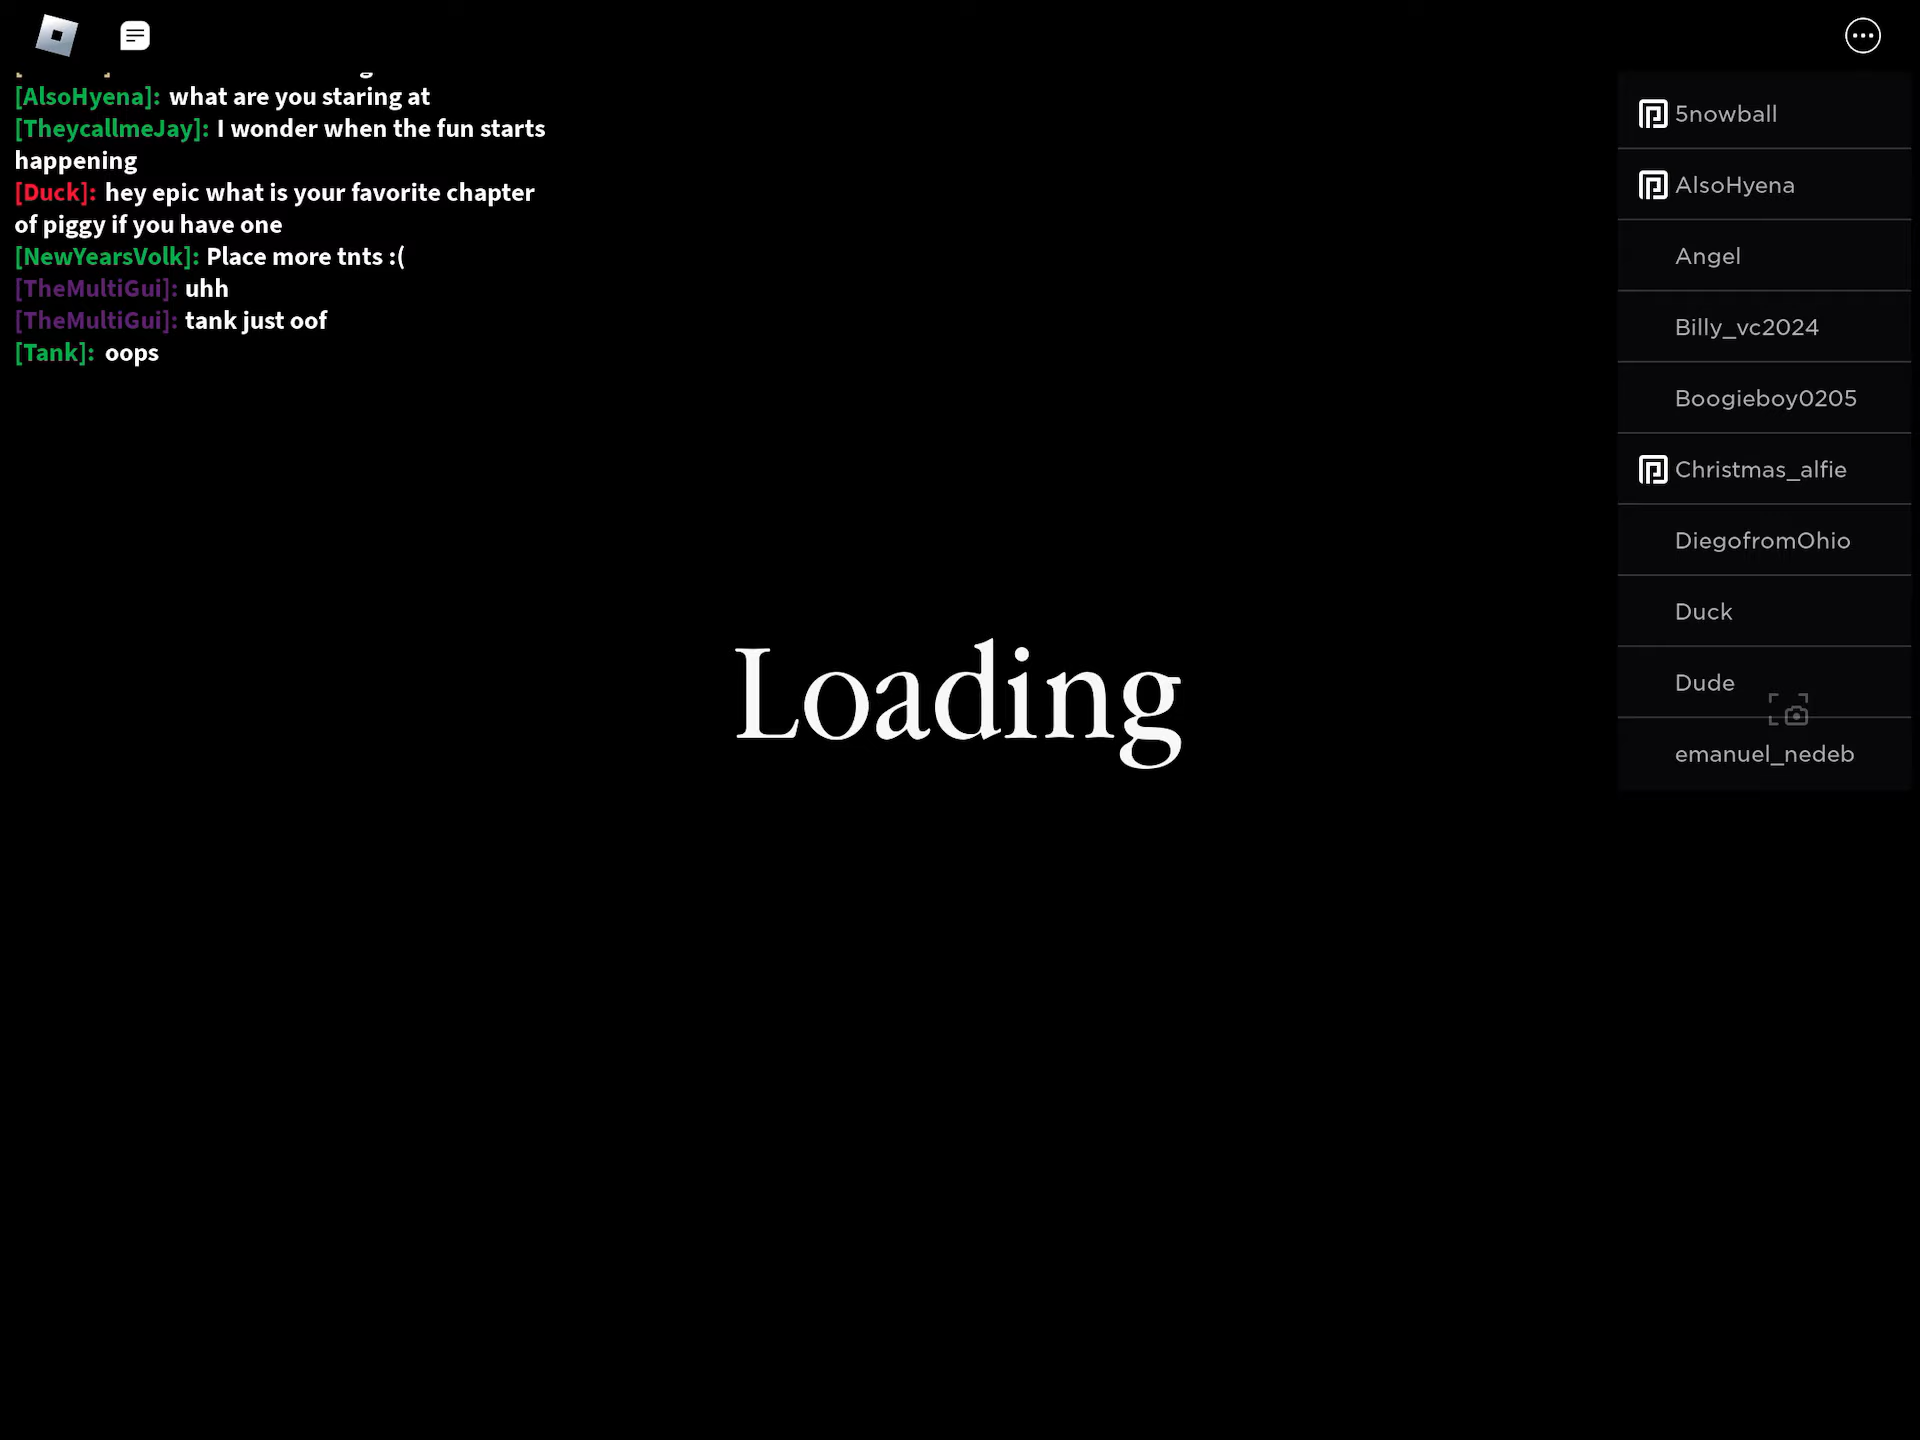 [AlsoHyena]: what are you staring at
[TheycallmeJay]: I wonder when the fun starts
happening
[Duck]: hey epic what is your favorite chapter
of piggy if you have one
[NewYearsVolk]: Place more tnts :(
[TheMultiGui]: uhh
[TheMultiGui]: tank just oof
[Tank]: oops
5nowball
AlsoHyena
Angel
Billy_vc2024
Boogieboy0205
Christmas_alfie
DiegofromOhio
Duck
Dude
emanuel_nedeb
Loading